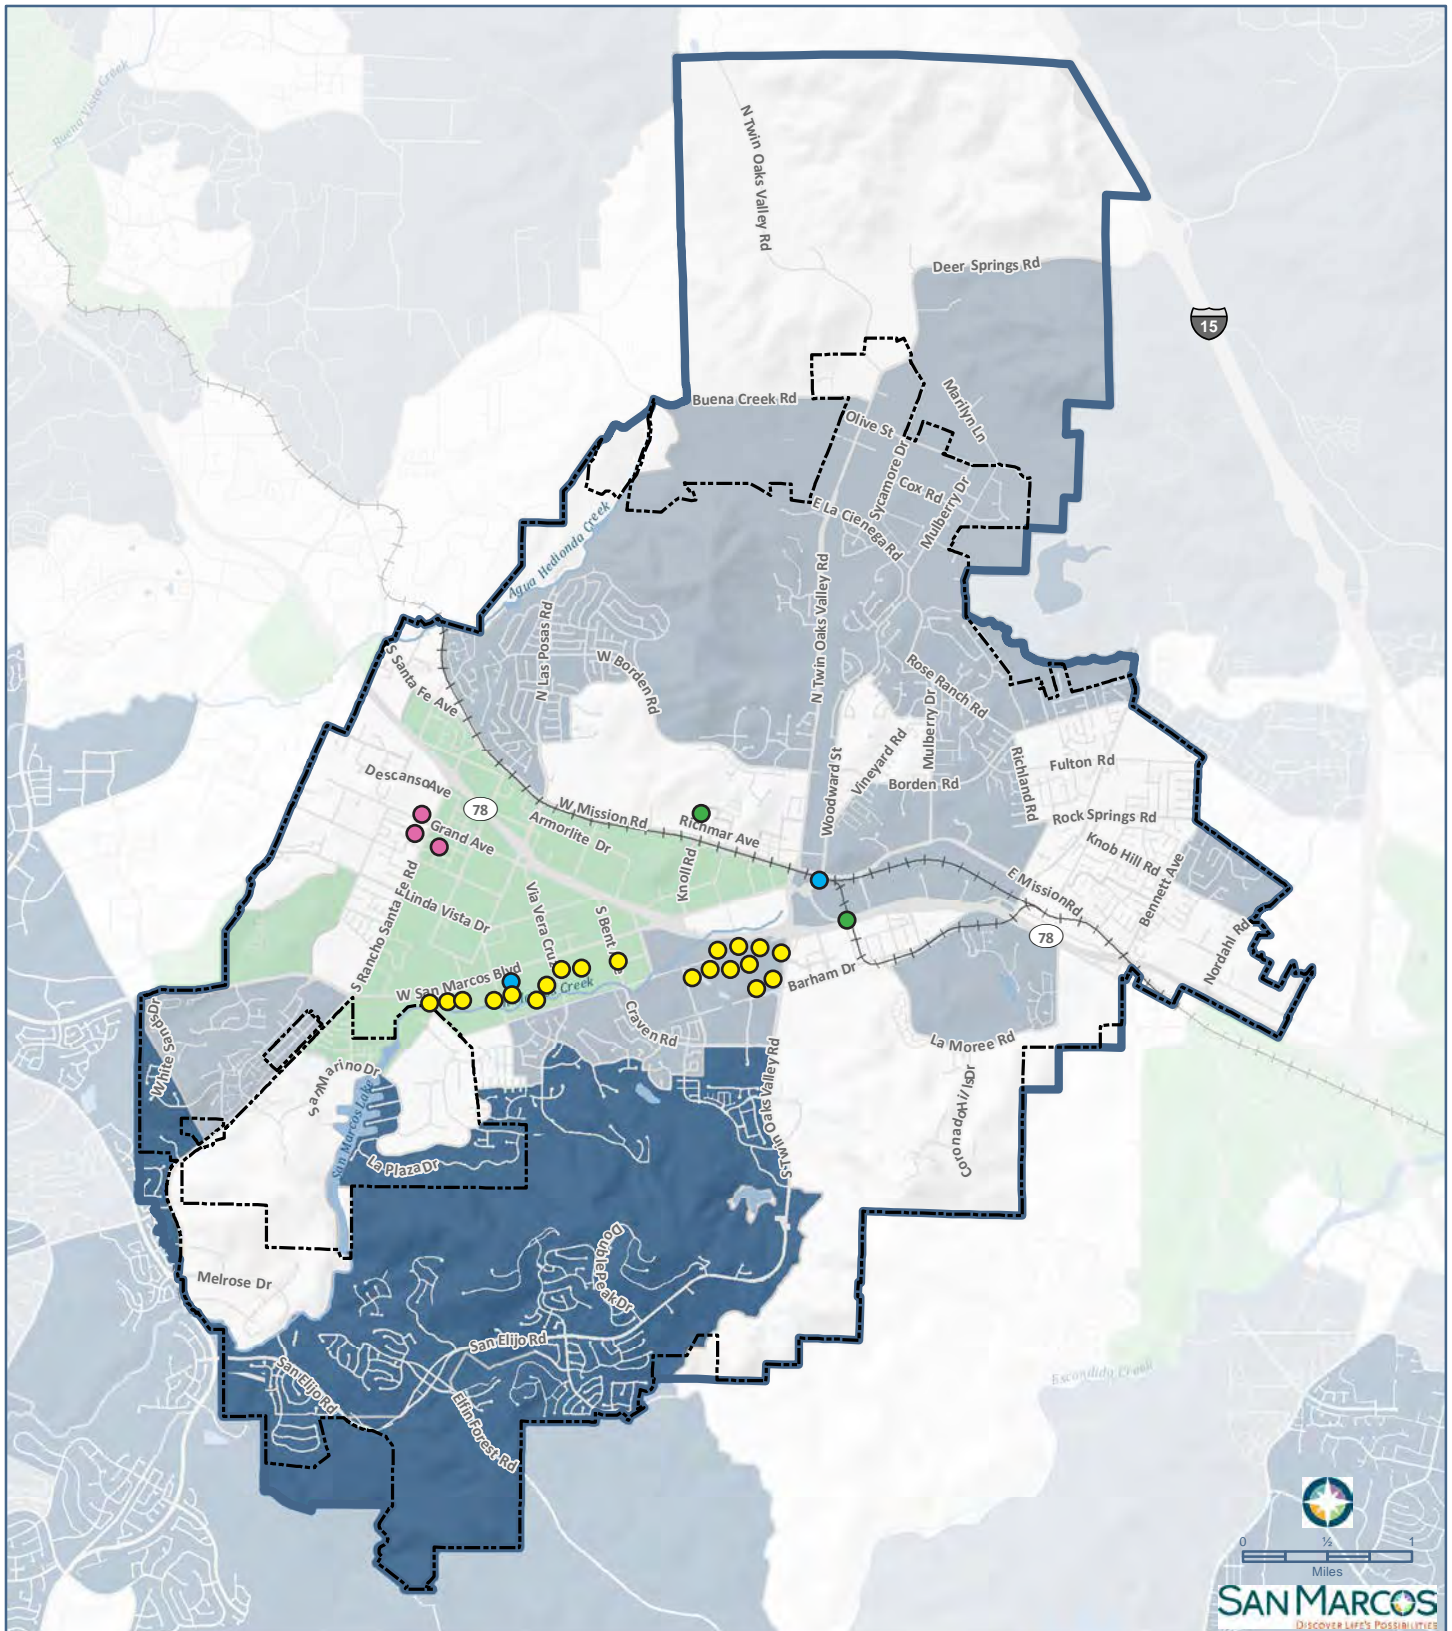 Buena Vista Creek
N Twin Oaks Valley Rd
Deer Springs Rd
15
Buena Creek Rd
Marilyn Ln
Olive St
Sycamore Dr
Cox Rd
Mulberry Dr
E La Cienega Rd
Agua Hedionda Creek
N Las Posas Rd
W Borden Rd
N Twin Oaks Valley Rd
S Santa Fe Ave
Rose Ranch Rd
Mulberry Dr
Vineyard Rd
Borden Rd
Woodward St
Richland Rd
Fulton Rd
Descanso Ave
78
W Mission Rd
Richmar Ave
Rock Springs Rd
Grand Ave
Armorlite Dr
Knoll Rd
Knob Hill Rd
Bennett Ave
E Mission Rd
S Rancho Santa Fe Rd
Linda Vista Dr
Via Vera Cruz
S Bent Ave
78
Nordahl Rd
W San Marcos Blvd
Creek
Barham Dr
White Sands Dr
Craven Rd
La Moree Rd
San Marino Dr
San Marcos Lake
Coronado Hills Dr
S Twin Oaks Valley Rd
La Plaza Dr
Double Peak Dr
Melrose Dr
San Elijo Rd
San Elijo Rd
Elfin Forest Rd
Escondido Creek
0 ½ 1
Miles
SAN MARCOS
DISCOVER LIFE'S POSSIBILITIES